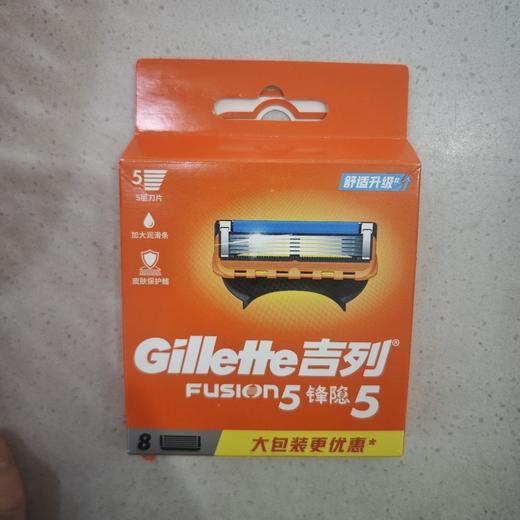 5
5层刀片
舒适升级
加大润滑条
皮肤保护鳍
Gillette吉列®
FUSION5 锋隐5
8
大包装更优惠*